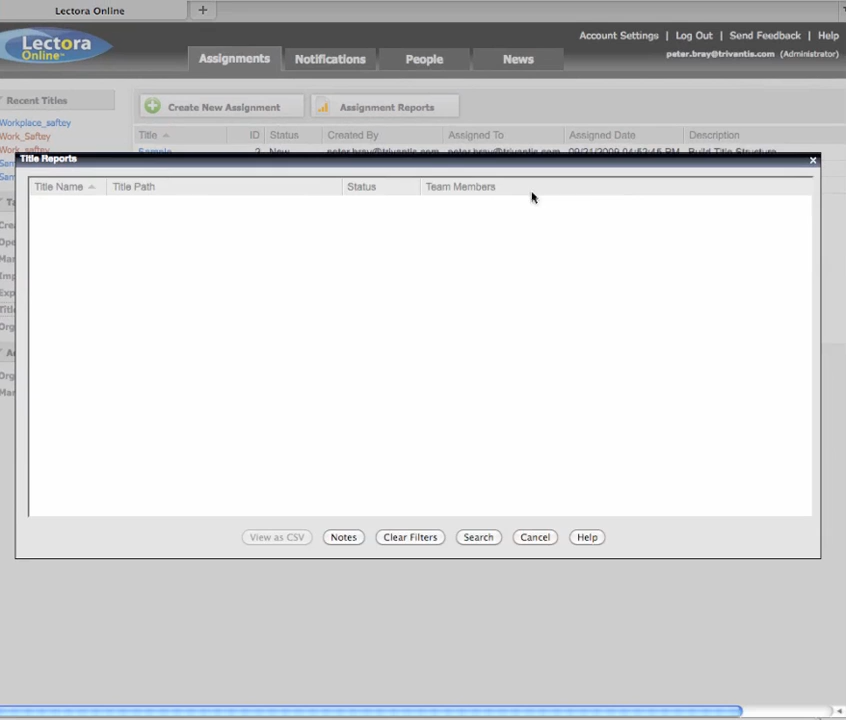 Lectora Online
+
Lectora
Online™
Account Settings | Log Out | Send Feedback | Help
Assignments Notifications People News
peter.bray@trivantis.com (Administrator)
Recent Titles
Create New Assignment Assignment Reports
Workplace_saftey
Title ID Status Created By Assigned To Assigned Date Description
Work_Saftey
Work_saftey
Sample 2 New peter.bray@trivantis.com peter.bray@trivantis.com 09/21/2009 04:52:45 PM Build Title Structure
Title Reports
Title Name Title Path Status Team Members
View as CSV Notes Clear Filters Search Cancel Help